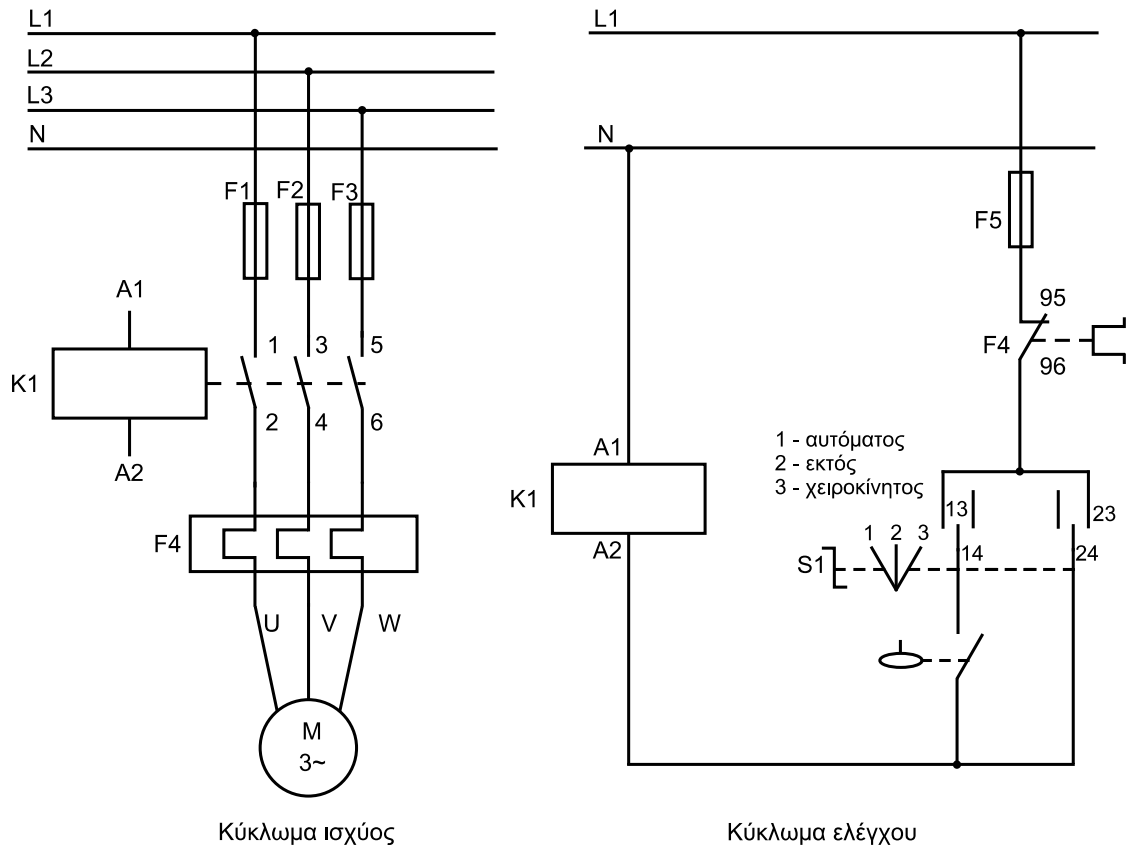 L1
L2
L3
N
F1
F2
F3
A1
K1
A2
1
3
5
2
4
6
F4
U
V
W
M
3~
Κύκλωμα ισχύος
L1
N
F5
95
F4
96
A1
K1
A2
1 - αυτόματος
2 - εκτός
3 - χειροκίνητος
13
23
1 2 3
14
24
S1
Κύκλωμα ελέγχου